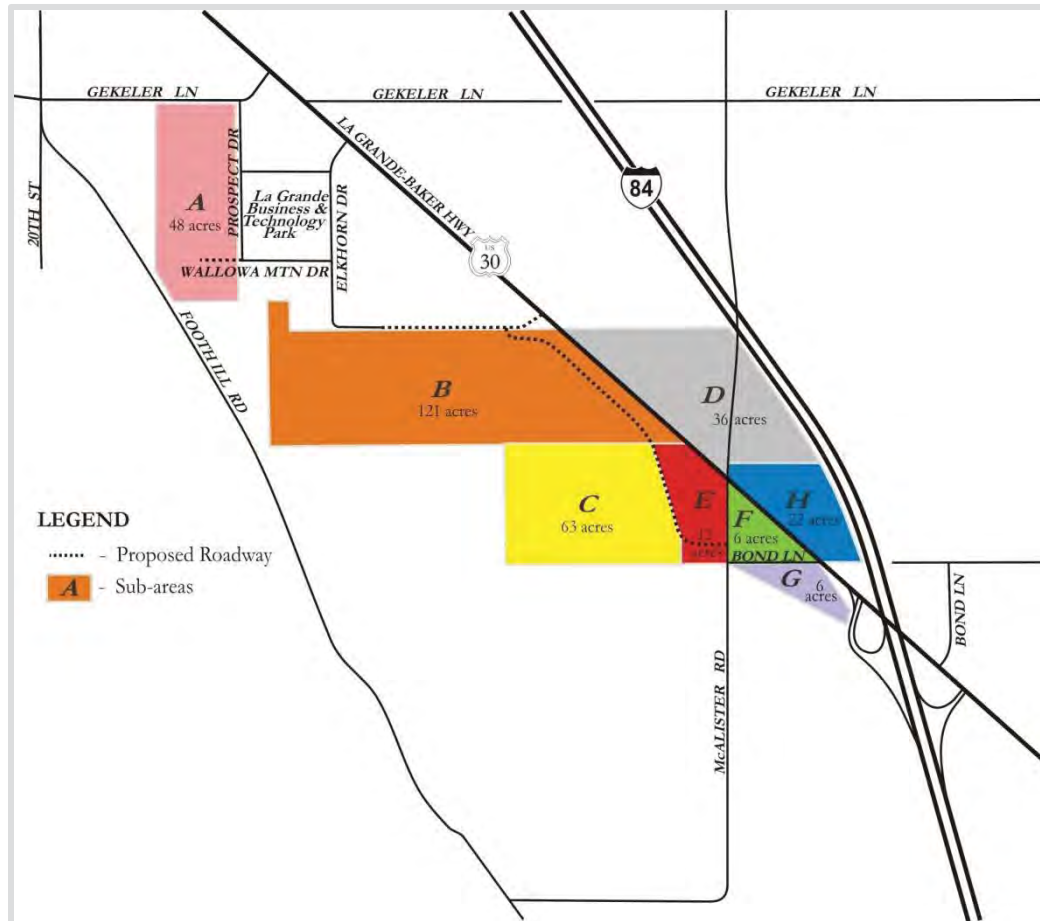 GEKELER LN
GEKELER LN
GEKELER LN
20TH ST
PROSPECT DR
LA GRANDE-BAKER HWY
84
A
48 acres
La Grande
Business &
Technology
Park
ELKHORN DR
US
30
WALLOWA MTN DR
FOOTHILL RD
B
121 acres
D
36 acres
C
63 acres
E
acres
F
6 acres
H
22 acres
BOND LN
G
6
acres
BOND LN
McALISTER RD
LEGEND
- Proposed Roadway
A
- Sub-areas